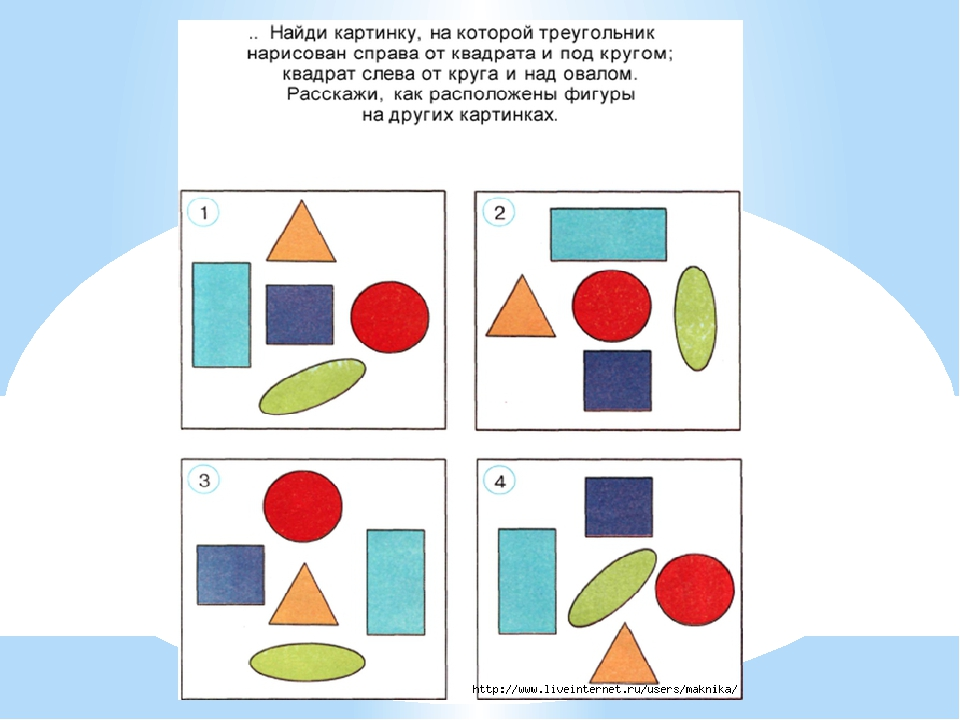 .. Найди картинку, на которой треугольник
нарисован справа от квадрата и под кругом;
квадрат слева от круга и над овалом.
Расскажи, как расположены фигуры
на других картинках.
1
2
3
4
http://www.liveinternet.ru/users/maknika/